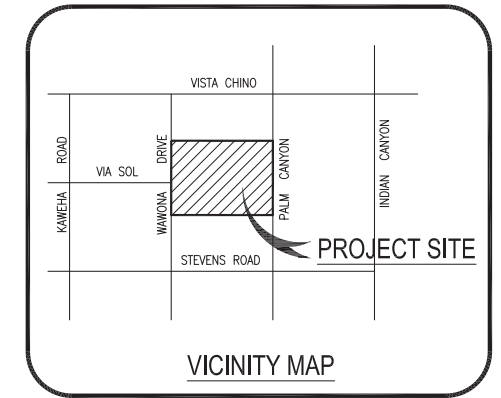 VISTA CHINO
KAWEHA ROAD
VIA SOL
WAWONA DRIVE
PALM CANYON
INDIAN CANYON
PROJECT SITE
STEVENS ROAD
VICINITY MAP